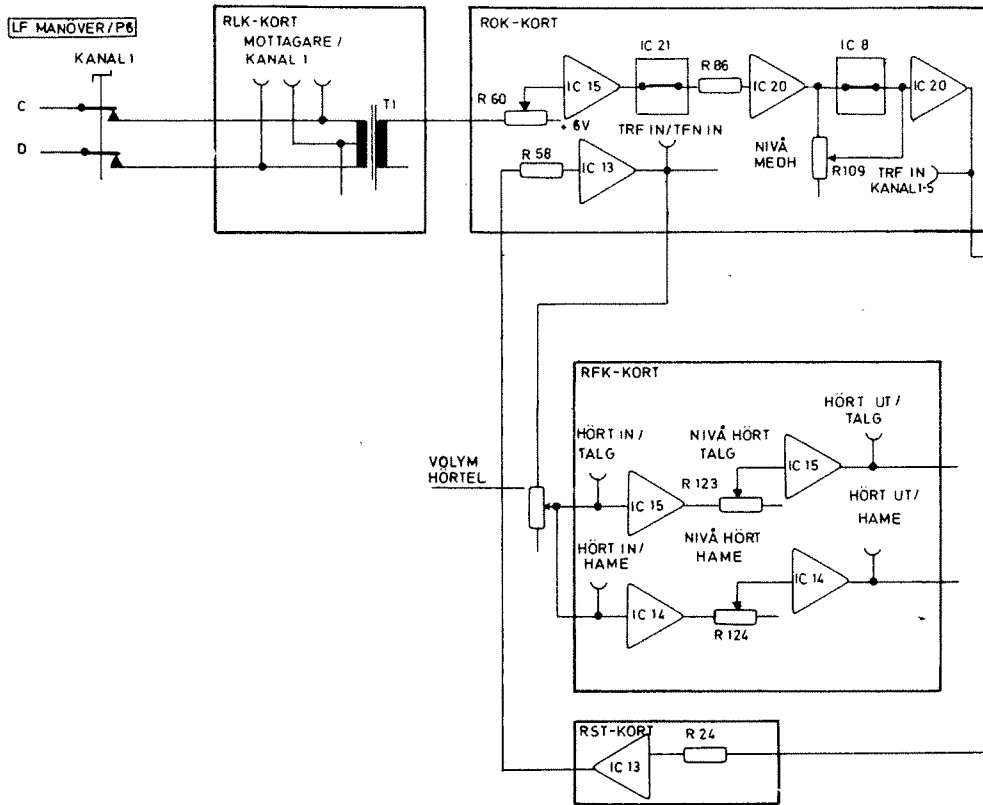 LF MANÖVER/P6
KANAL 1
C
D
RLK-KORT
MOTTAGARE /
KANAL 1
T1
ROK-KORT
R 60
+ 6V
IC 15
IC 21
TRF IN/TFN IN
R 86
IC 20
IC 8
IC 20
NIVÅ
MEDH
R109
TRF IN
KANAL1-5
R 58
IC 13
VOLYM
HÖRTEL
RFK-KORT
HÖRT IN /
TALG
IC 15
NIVÅ HÖRT
TALG
R 123
IC 15
HÖRT UT /
TALG
HÖRT IN/
HAME
IC 14
NIVÅ HÖRT
HAME
R 124
IC 14
HÖRT UT/
HAME
RST-KORT
IC 13
R 24